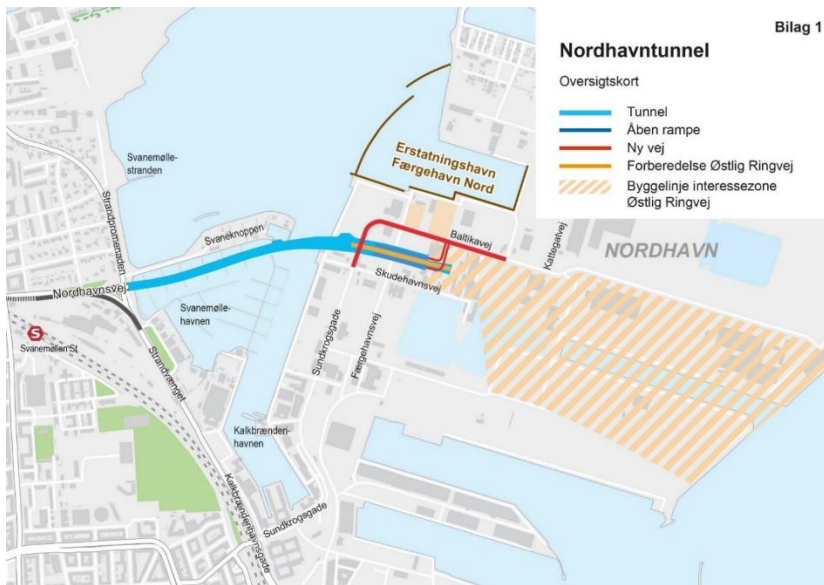 Bilag 1
Nordhavntunnel
Oversigtskort
Tunnel
Åben rampe
Ny vej
Forberedelse Østlig Ringvej
Byggelinje interessezone
Østlig Ringvej
Erstatningshavn
Færgehavn Nord
Svanemølle-
stranden
Strandpromenaden
Svaneknoppen
Baltikavej
Kattegatvej
NORDHAVN
Nordhavnsvej
Skudehavnsvej
Svanemølle-
havnen
S
Svanemøllen St.
Strandvænget
Sundkrogsgade
Færgehavnsvej
Kalkbrænderi-
havnen
Kalkbrænderihavnsgade
Sundkrogsgade